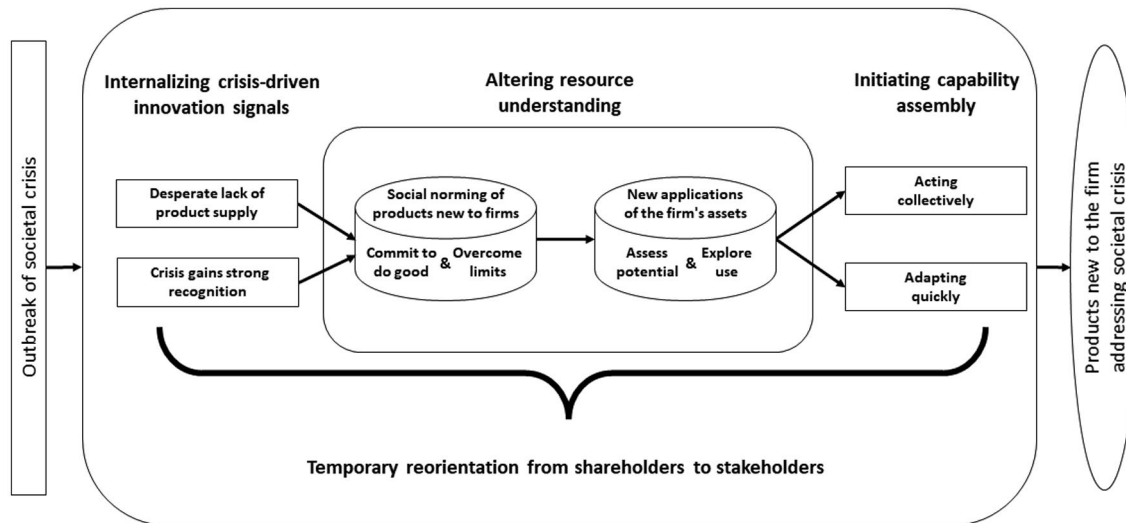 Outbreak of societal crisis
Internalizing crisis-driven
innovation signals
Desperate lack of
product supply
Crisis gains strong
recognition
Altering resource
understanding
Social norming of
products new to firms
Commit to
do good
&
Overcome
limits
New applications
of the firm's assets
Assess
potential
&
Explore
use
Initiating capability
assembly
Acting
collectively
Adapting
quickly
Temporary reorientation from shareholders to stakeholders
Products new to the firm
addressing societal crisis